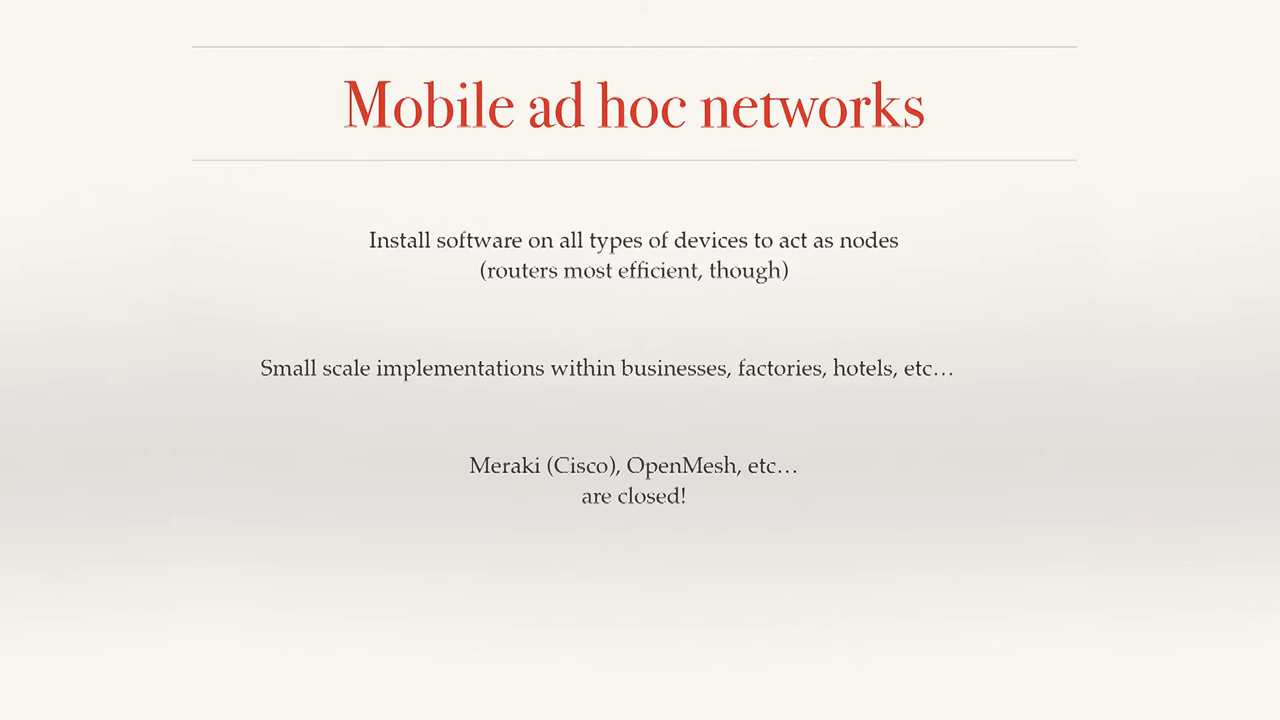 Mobile ad hoc networks
Install software on all types of devices to act as nodes
(routers most efficient, though)
Small scale implementations within businesses, factories, hotels, etc…
Meraki (Cisco), OpenMesh, etc…
are closed!